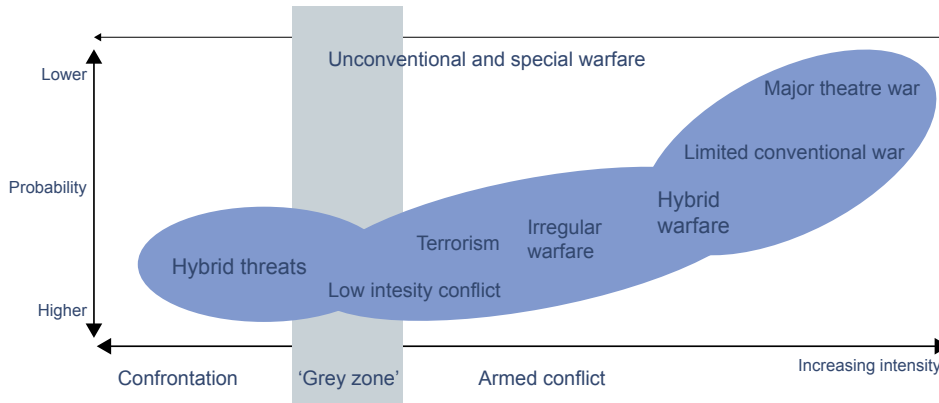 Unconventional and special warfare
Lower
Major theatre war
Limited conventional war
Probability
Hybrid
warfare
Irregular
warfare
Terrorism
Hybrid threats
Low intesity conflict
Higher
Increasing intensity
Confrontation
‘Grey zone’
Armed conflict